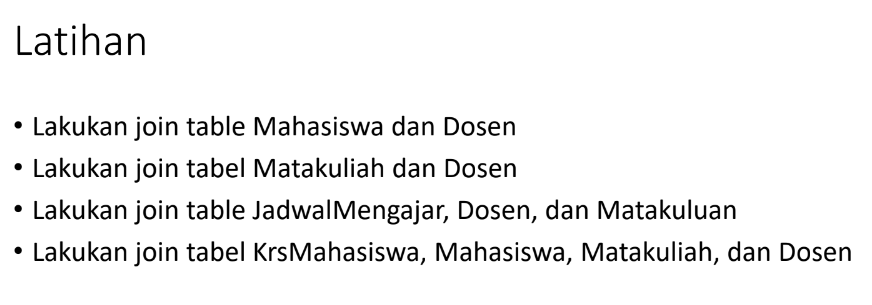 Latihan
• Lakukan join table Mahasiswa dan Dosen
• Lakukan join tabel Matakuliah dan Dosen
• Lakukan join table JadwalMengajar, Dosen, dan Matakuluan
• Lakukan join tabel KrsMahasiswa, Mahasiswa, Matakuliah, dan Dosen